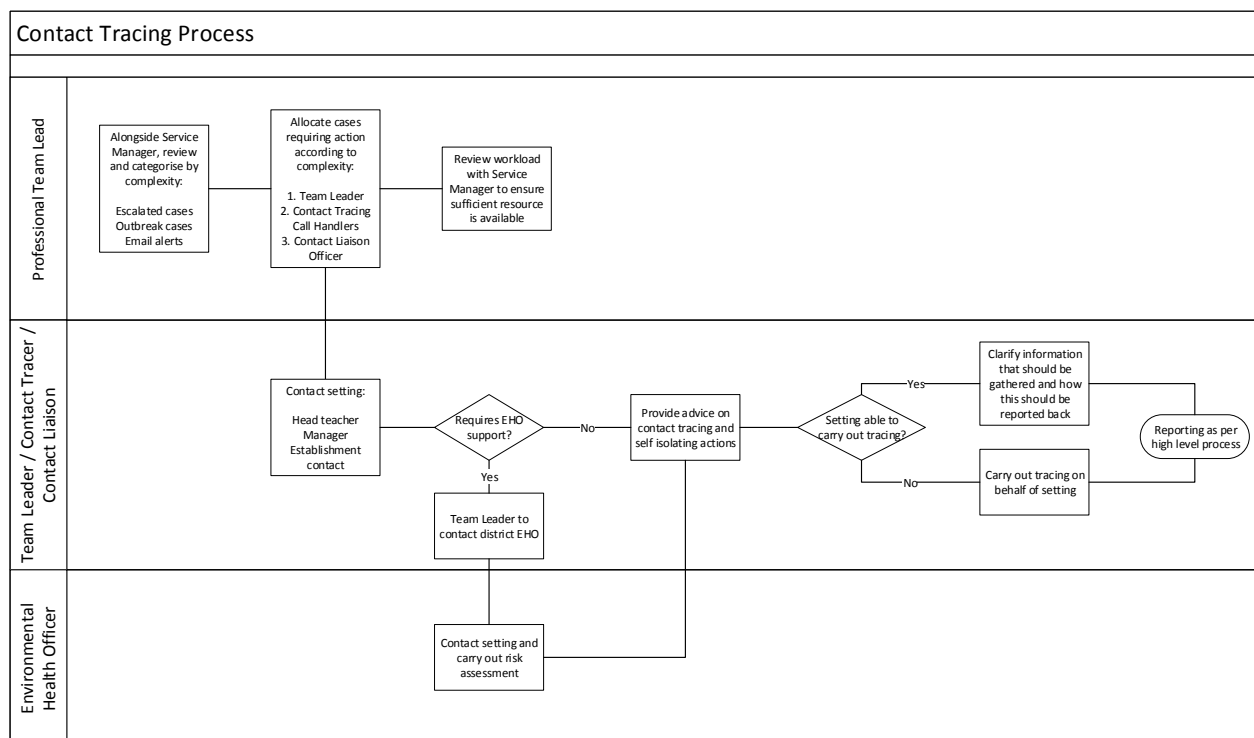 Contact Tracing Process
Professional Team Lead
Alongside Service
Manager, review
and categorise by
complexity:
Escalated cases
Outbreak cases
Email alerts
Allocate cases
requiring action
according to
complexity:
1. Team Leader
2. Contact Tracing
Call Handlers
3. Contact Liaison
Officer
Review workload
with Service
Manager to ensure
sufficient resource
is available
Team Leader / Contact Tracer /
Contact Liaison
Contact setting:
Head teacher
Manager
Establishment
contact
Requires EHO
support?
No
Yes
Team Leader to
contact district EHO
Provide advice on
contact tracing and
self isolating actions
Setting able to
carry out tracing?
Yes
Clarify information
that should be
gathered and how
this should be
reported back
No
Carry out tracing on
behalf of setting
Reporting as per
high level process
Environmental
Health Officer
Contact setting and
carry out risk
assessment